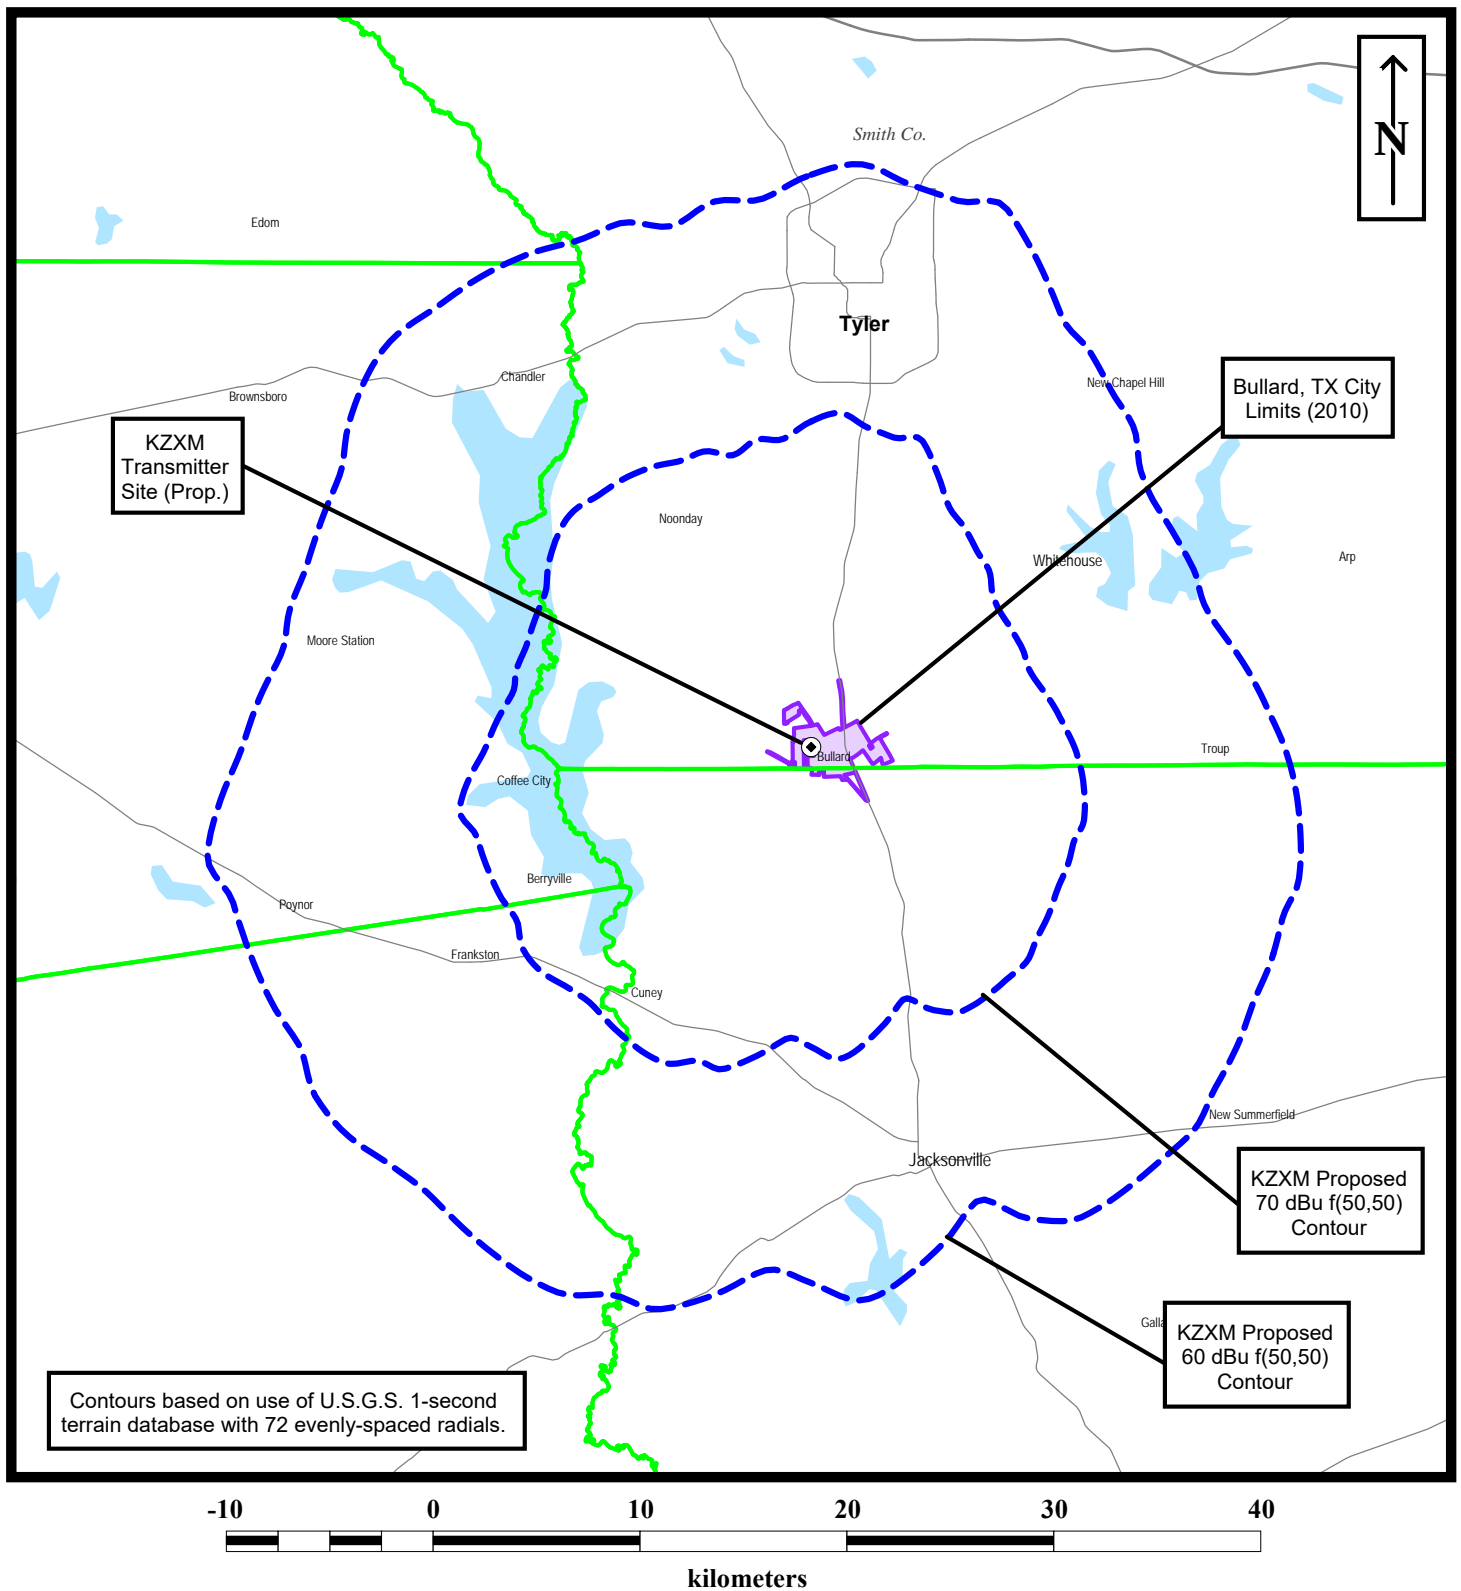 Smith Co.
N
Edom
Tyler
Chandler
New Chapel Hill
Brownsboro
Bullard, TX City
Limits (2010)
KZXM
Transmitter
Site (Prop.)
Noonday
Whitehouse
Arp
Moore Station
Bullard
Troup
Coffee City
Berryville
Poynor
Frankston
Cuney
New Summerfield
Jacksonville
KZXM Proposed
70 dBu f(50,50)
Contour
Galla
KZXM Proposed
60 dBu f(50,50)
Contour
Contours based on use of U.S.G.S. 1-second
terrain database with 72 evenly-spaced radials.
-10 0 10 20 30 40
kilometers